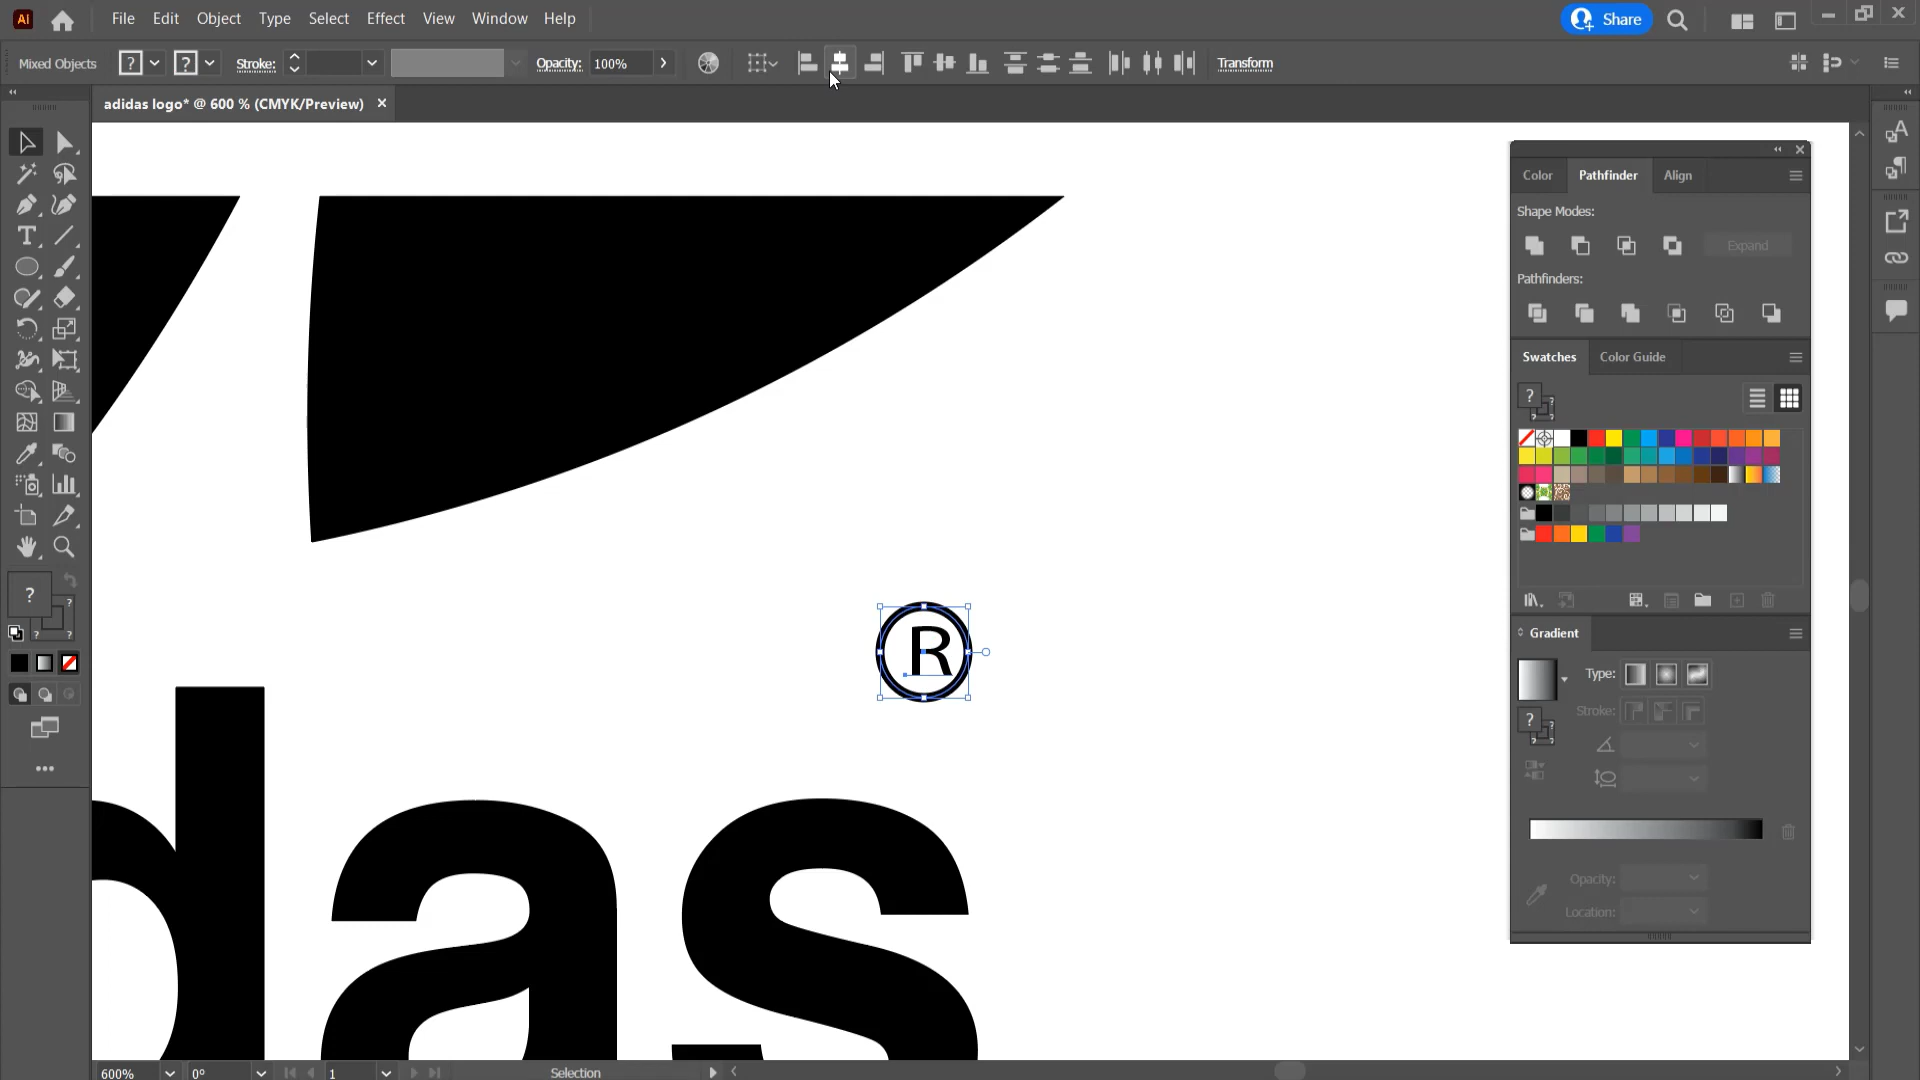 Ai File Edit Object Type Select Effect View Window Help Share
Mixed Objects ? ? Stroke: Opacity: 100% Transform
adidas logo* @ 600 % (CMYK/Preview)
Color Pathfinder Align
Shape Modes:
Expand
Pathfinders:
Swatches Color Guide
?
R
Gradient
Type:
Stroke:
?
Opacity:
Location:
das
600% 0° 1 Selection